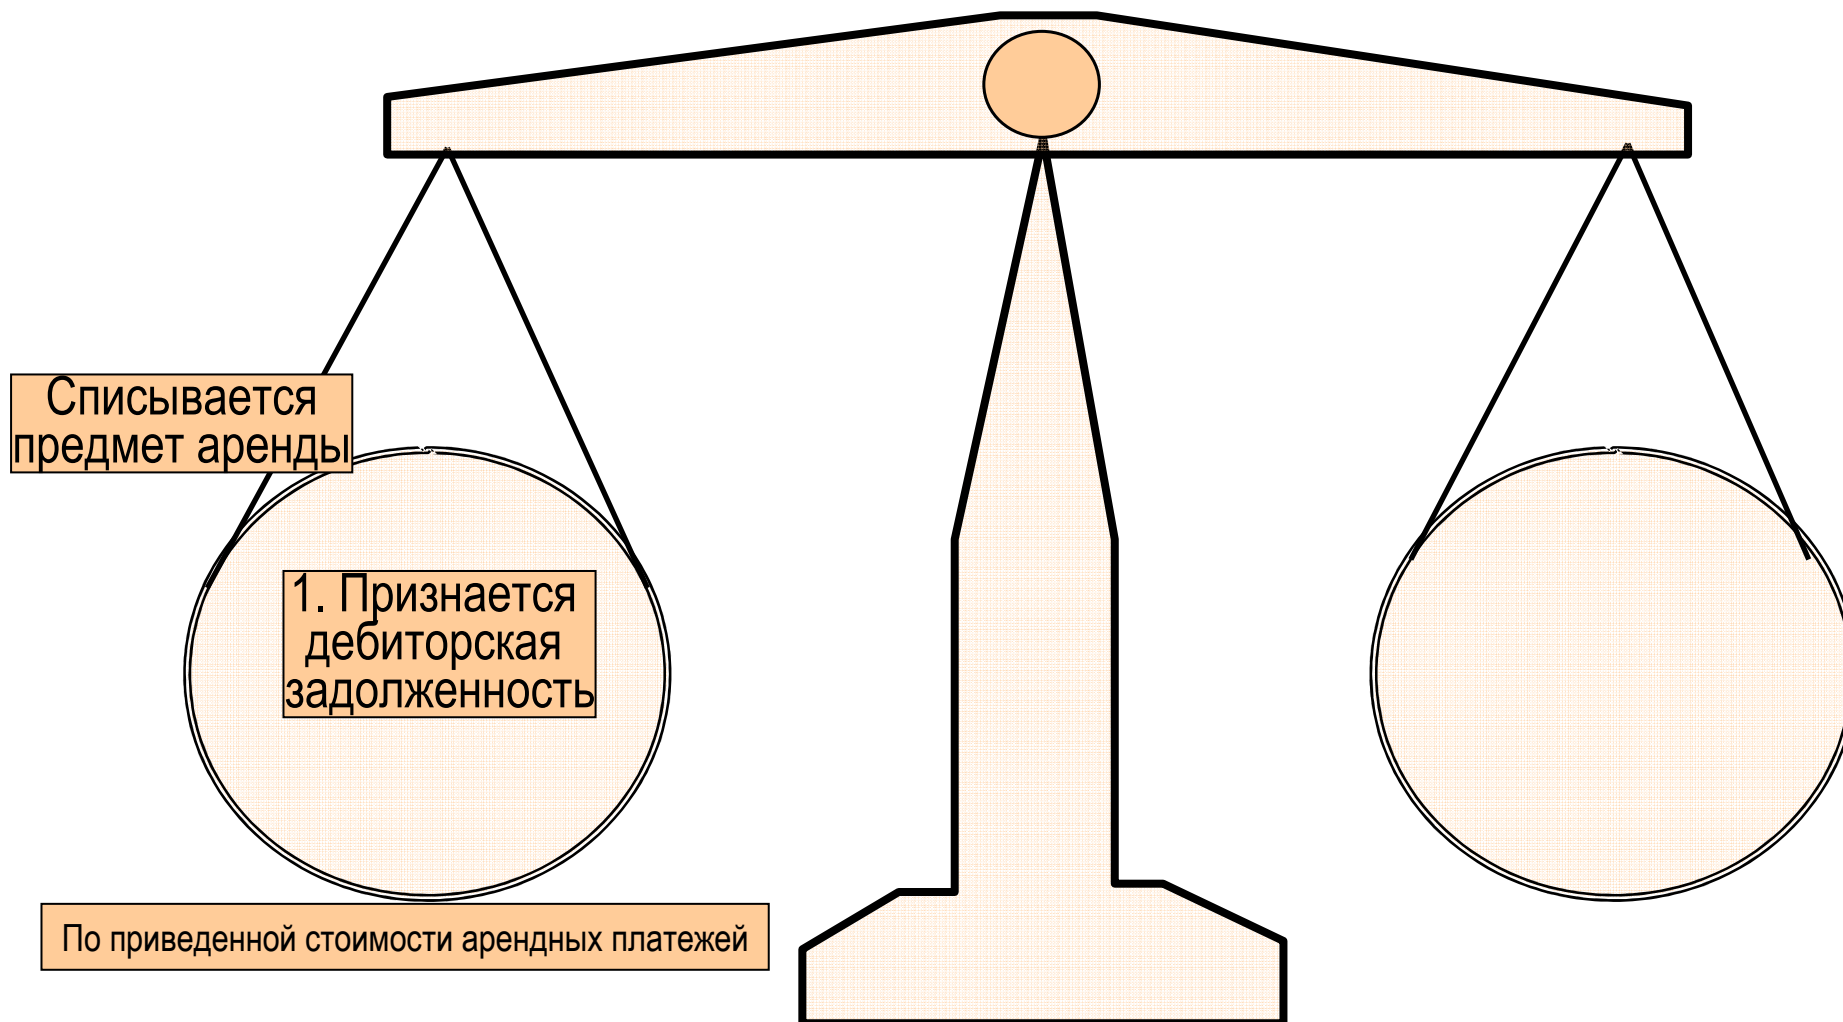 Списывается
предмет аренды
1. Признается
дебиторская
задолженность
По приведенной стоимости арендных платежей